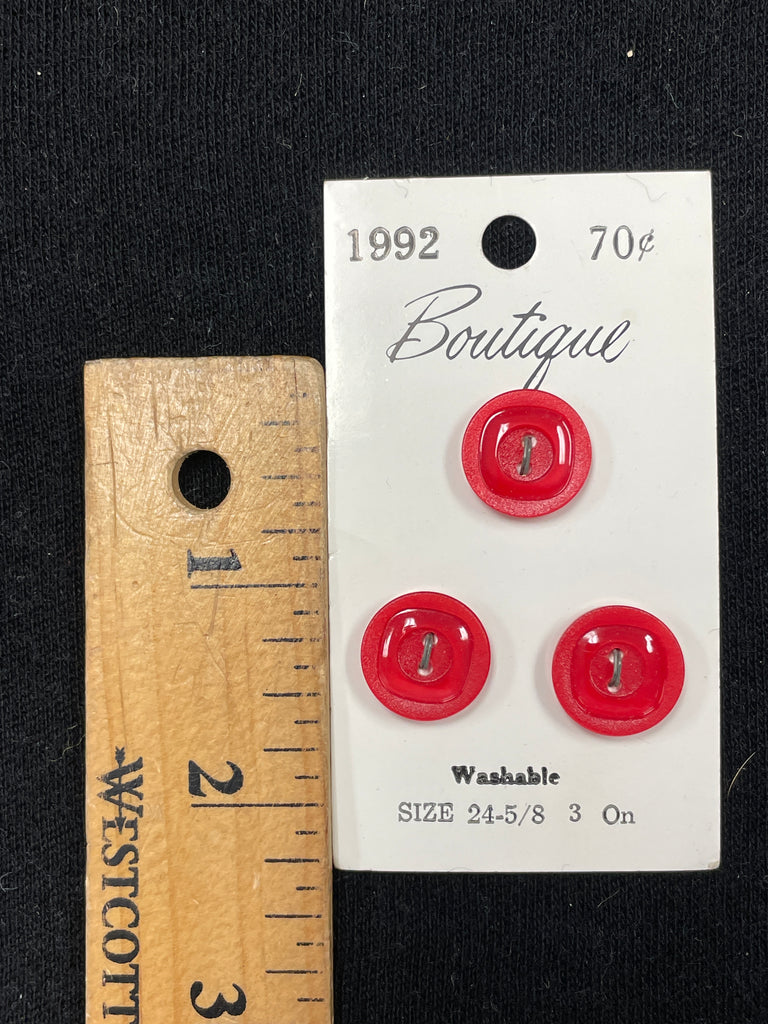 1992 70¢
Boutique
Washable
SIZE 24-5/8 3 On
1
2
3
WESTCOTT